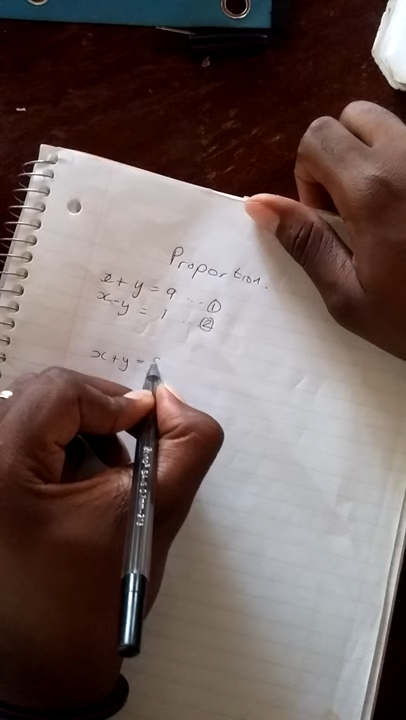 Proportion.
x + y = 9 ... ①
x - y = 1 ... ②
x + y =